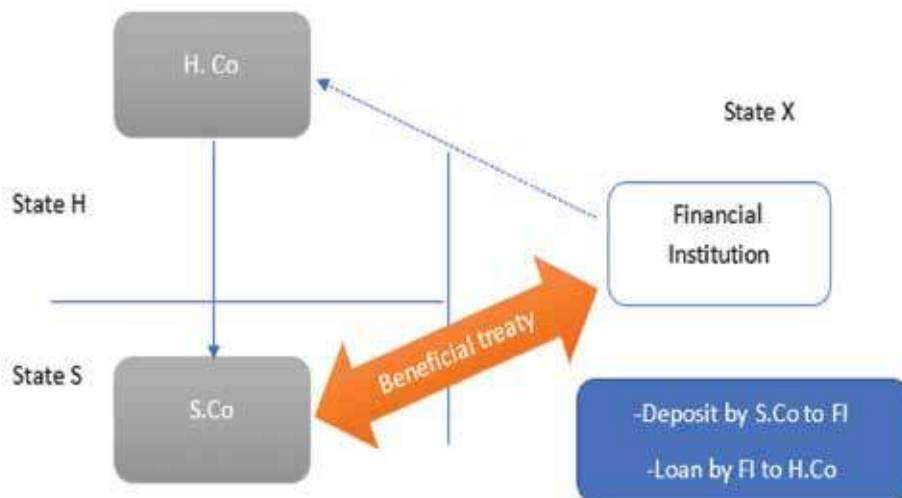 H. Co
State X
State H
Financial
Institution
Beneficial treaty
State S
S.Co
-Deposit by S.Co to FI
-Loan by FI to H.Co